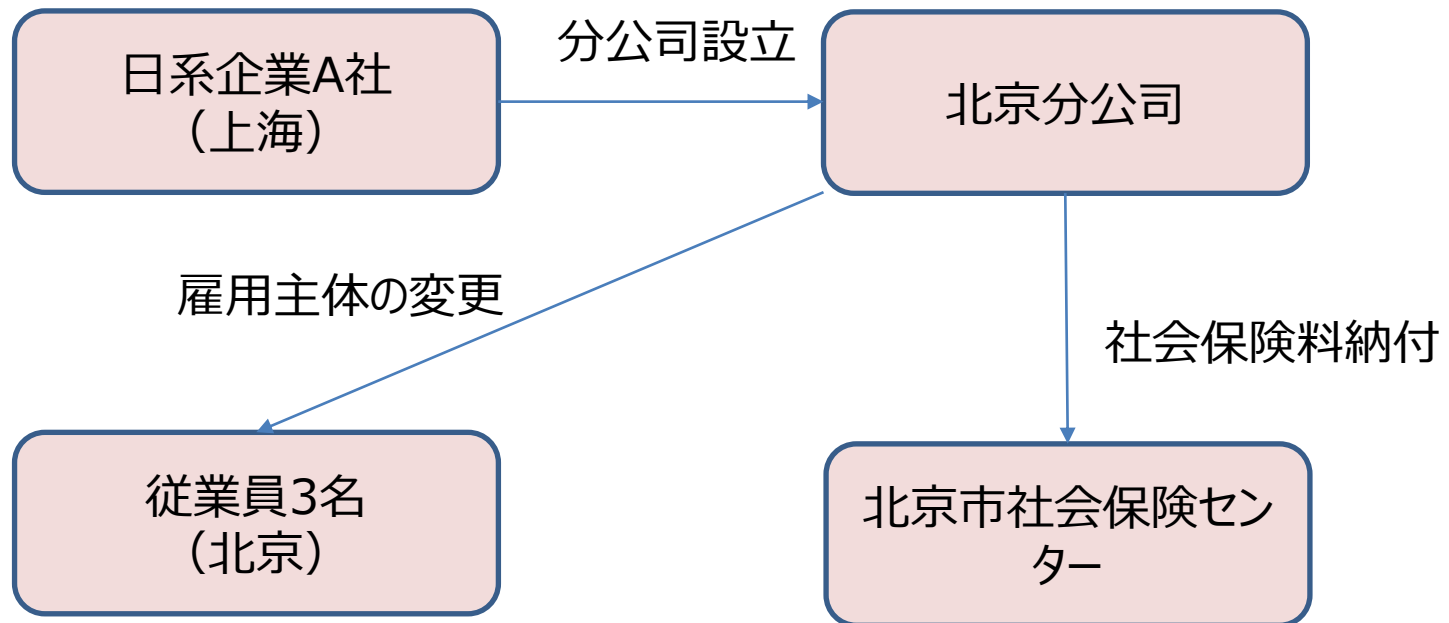 日系企業A社
（上海）
分公司設立
北京分公司
雇用主体の変更
社会保険料納付
従業員3名
（北京）
北京市社会保険セン
ター